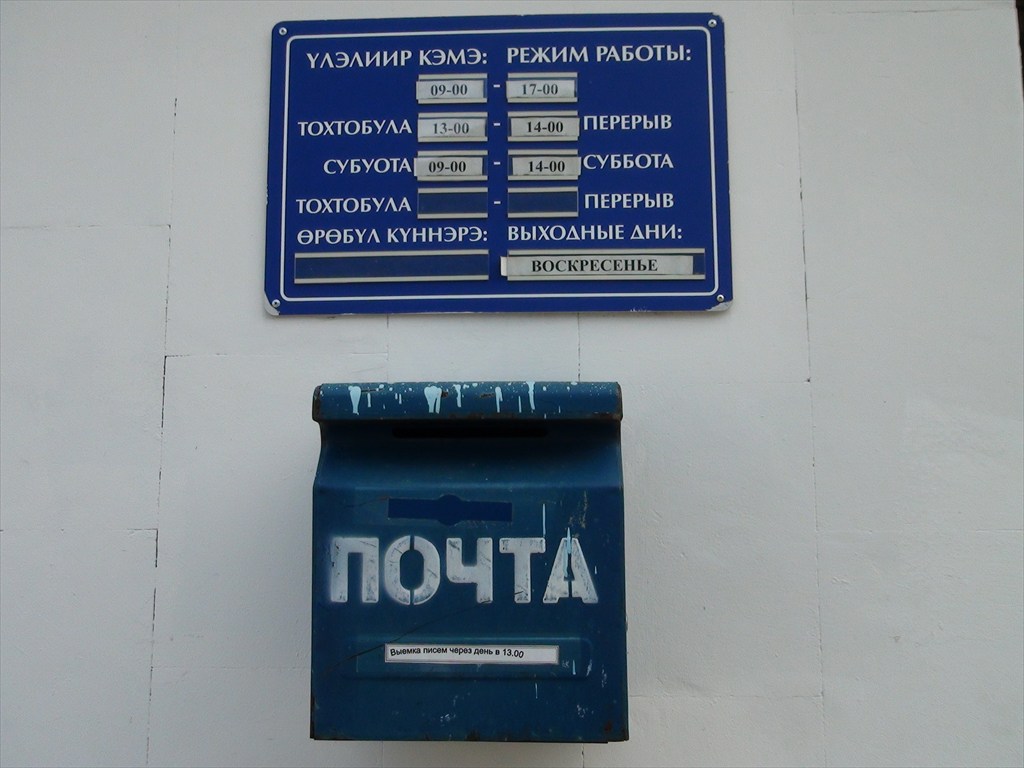 ҮЛЭЛИИР КЭМЭ: РЕЖИМ РАБОТЫ:
09-00 - 17-00
ТОХТОБУЛА 13-00 - 14-00 ПЕРЕРЫВ
СУБУОТА 09-00 - 14-00 СУББОТА
ТОХТОБУЛА - ПЕРЕРЫВ
ӨРӨБҮЛ КҮННЭРЭ: ВЫХОДНЫЕ ДНИ:
ВОСКРЕСЕНЬЕ
ПОЧТА
Выемка писем через день в 13.00